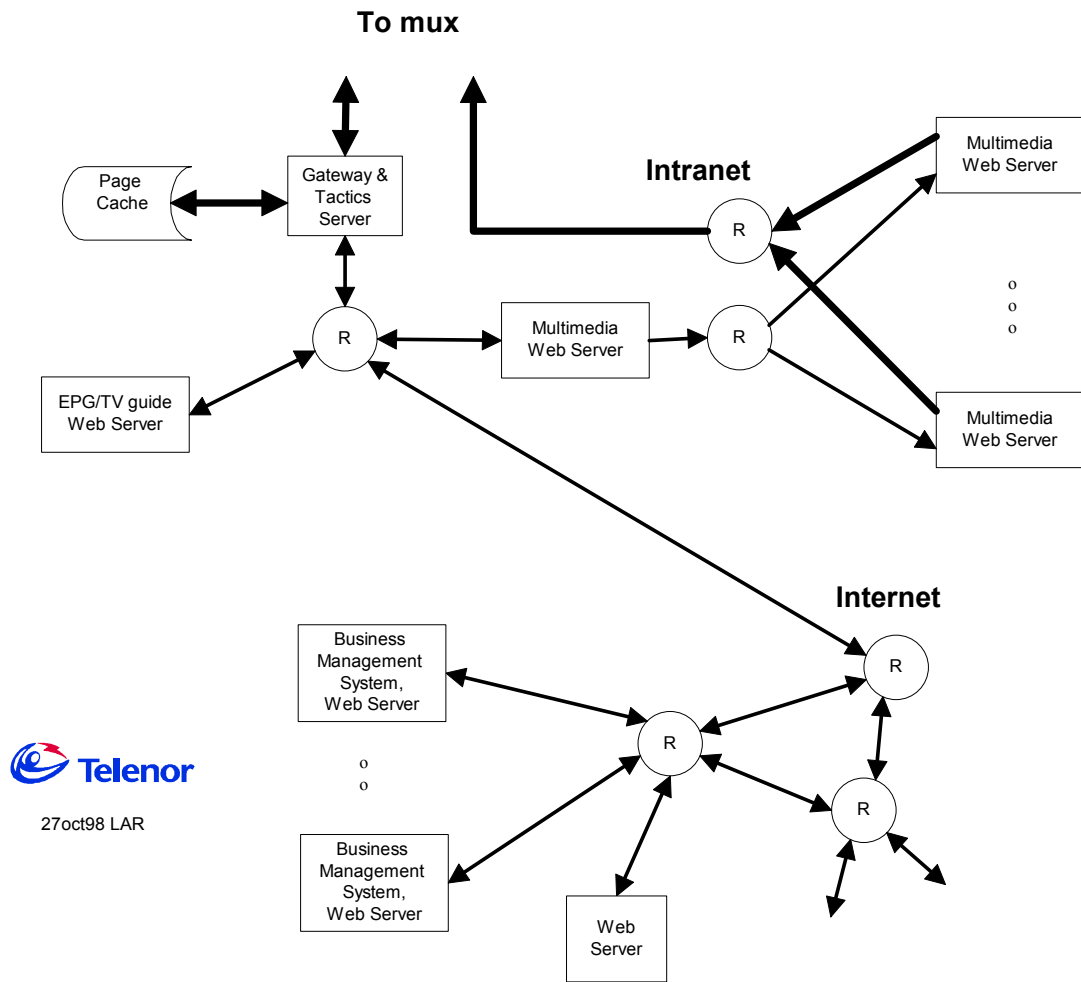 To mux
Page
Cache
Gateway &
Tactics
Server
Intranet
R
Multimedia
Web Server
o
o
o
R
Multimedia
Web Server
R
EPG/TV guide
Web Server
Multimedia
Web Server
Internet
Business
Management
System,
Web Server
R
R
o
o
Telenor
27oct98 LAR
R
Business
Management
System,
Web Server
Web
Server